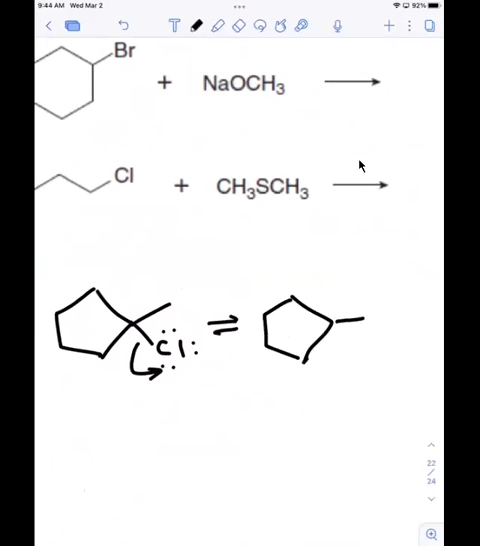 9:44 AM Wed Mar 2
92%
T
Br
+ NaOCH₃
Cl
+ CH₃SCH₃
Cl
22
/
24